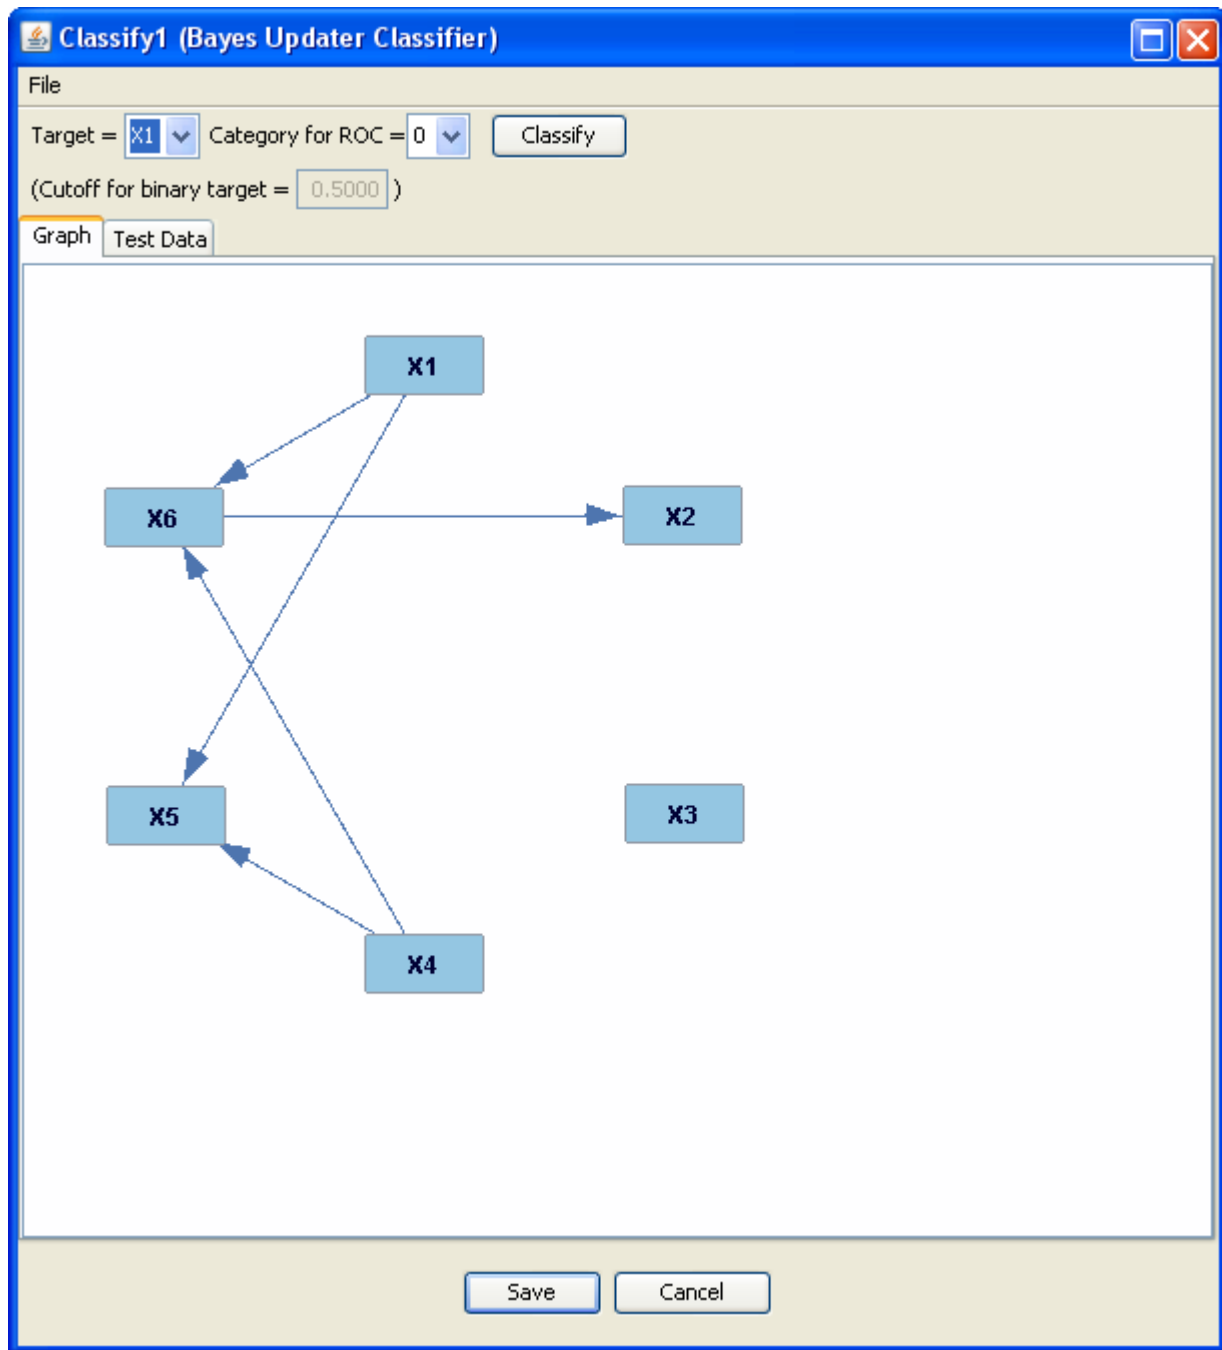 Classify1 (Bayes Updater Classifier)
File
Target = X1 Category for ROC = 0 Classify
(Cutoff for binary target = 0.5000 )
Graph Test Data
X1
X6 X2
X5 X3
X4
Save Cancel